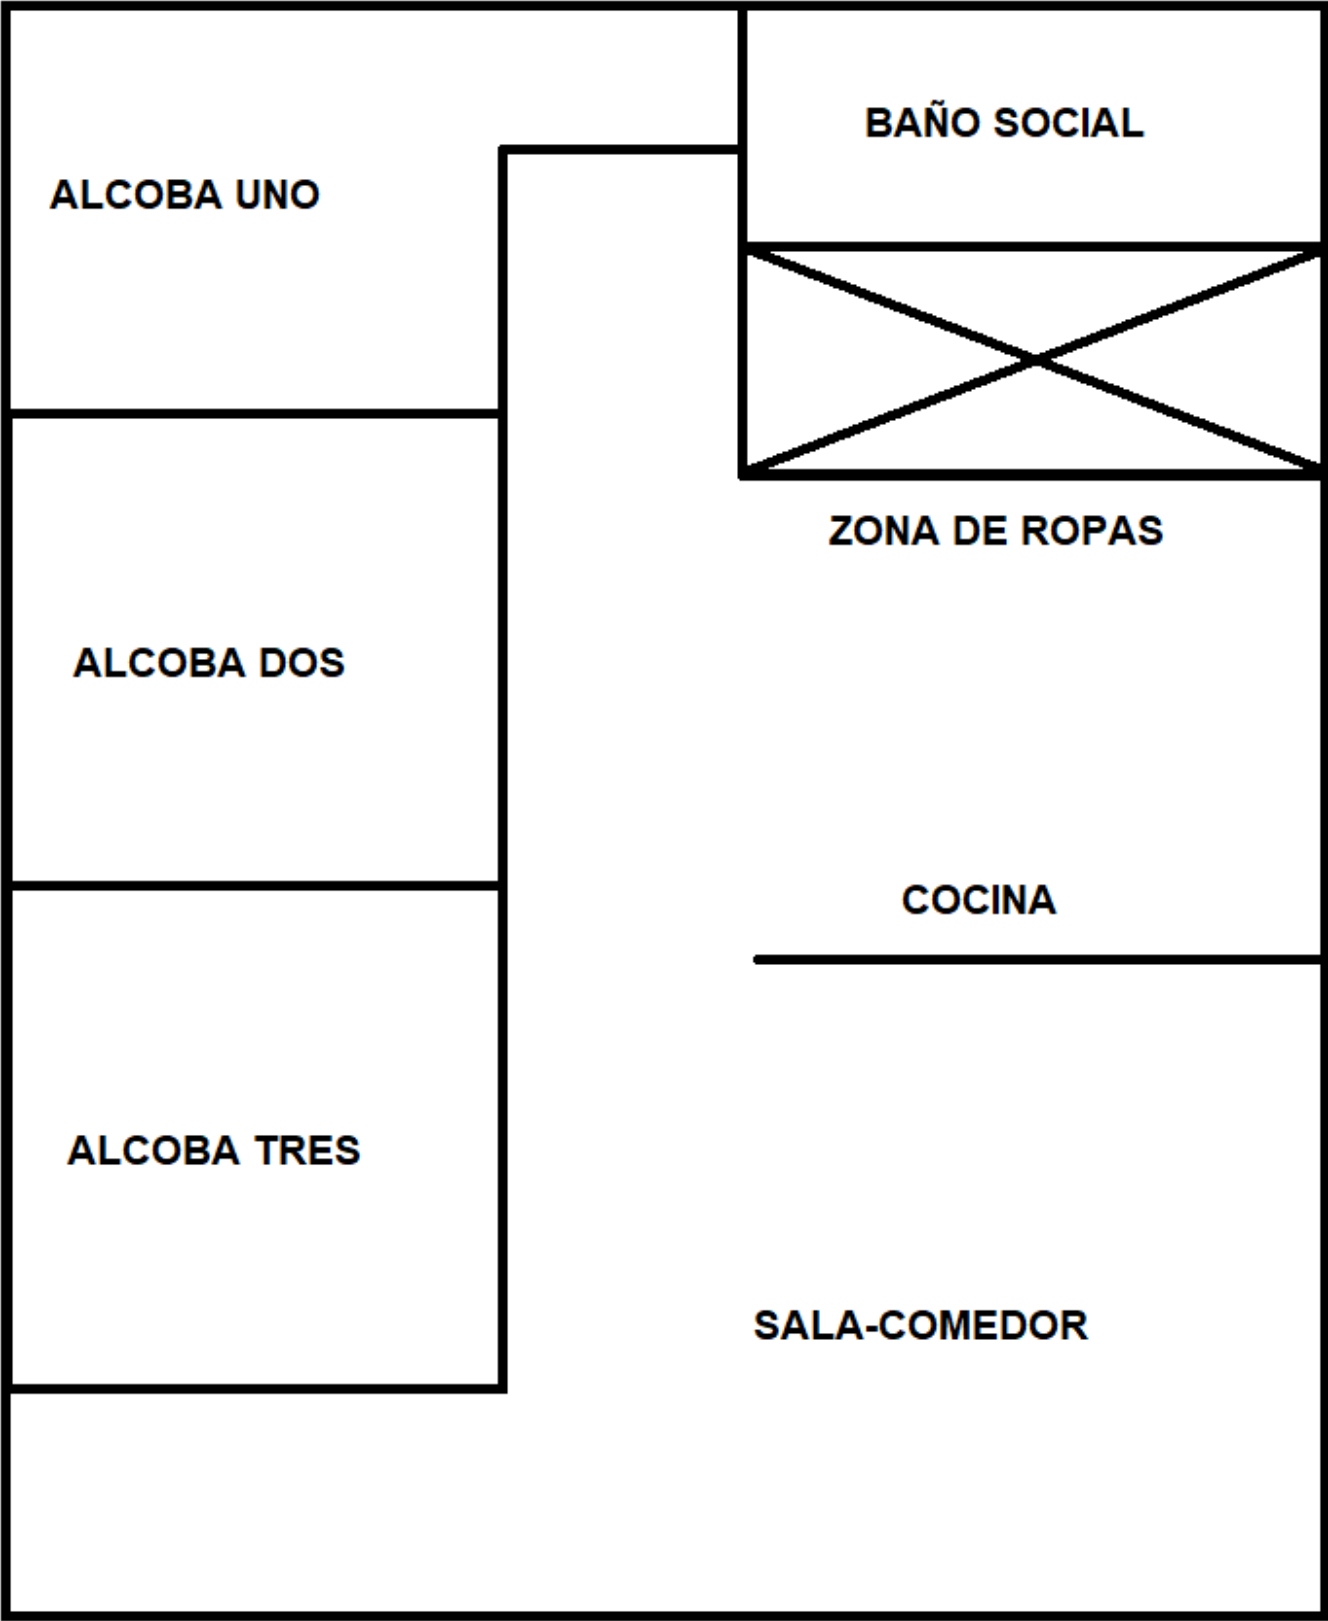 BAÑO SOCIAL
ALCOBA UNO
ZONA DE ROPAS
ALCOBA DOS
COCINA
ALCOBA TRES
SALA-COMEDOR